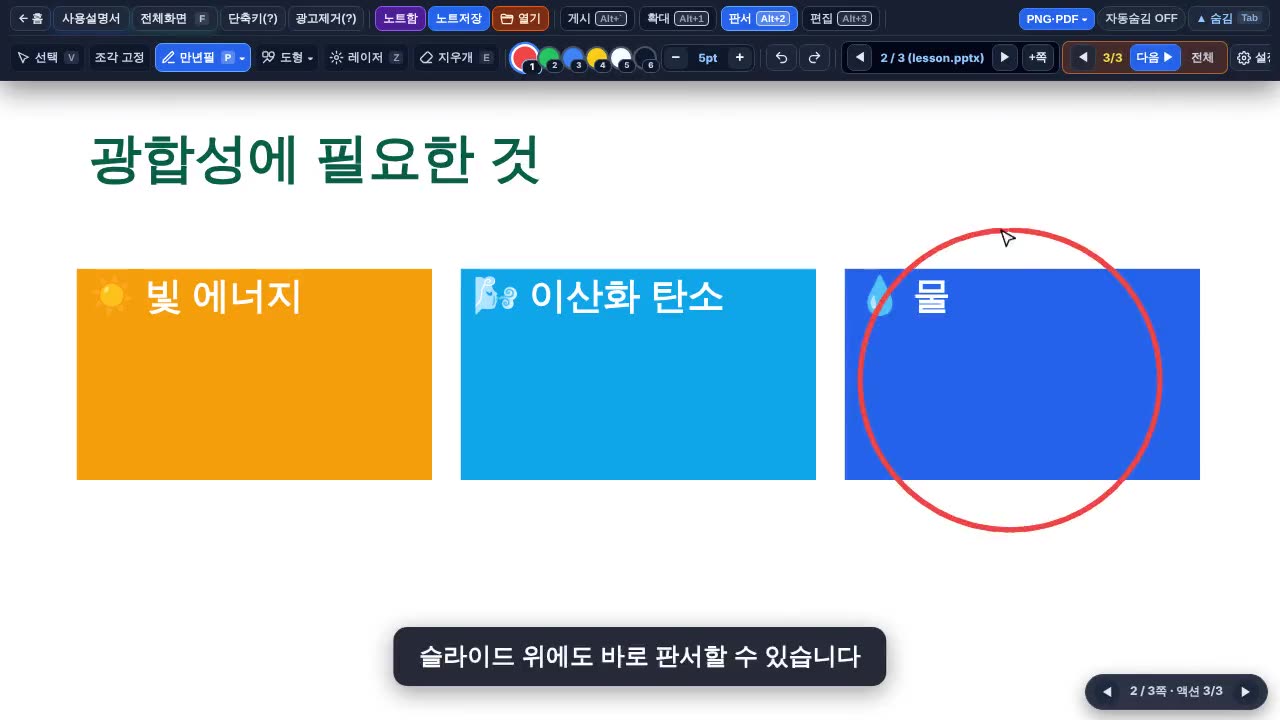 ← 홈 사용설명서 전체화면 F 단축키(?) 광고제거(?) 노트함 노트저장 열기 게시 Alt+` 확대 Alt+1 판서 Alt+2 편집 Alt+3 PNG·PDF 자동숨김 OFF ▲ 숨김 Tab
선택 V 조각 고정 만년필 P 도형 레이저 Z 지우개 E 1 2 3 4 5 6 − 5pt + ◀ 2 / 3 (lesson.pptx) ▶ +쪽 ◀ 3/3 다음 ▶ 전체
광합성에 필요한 것
☀️ 빛 에너지
🌬️ 이산화 탄소
💧 물
슬라이드 위에도 바로 판서할 수 있습니다
◀ 2 / 3쪽 · 액션 3/3 ▶